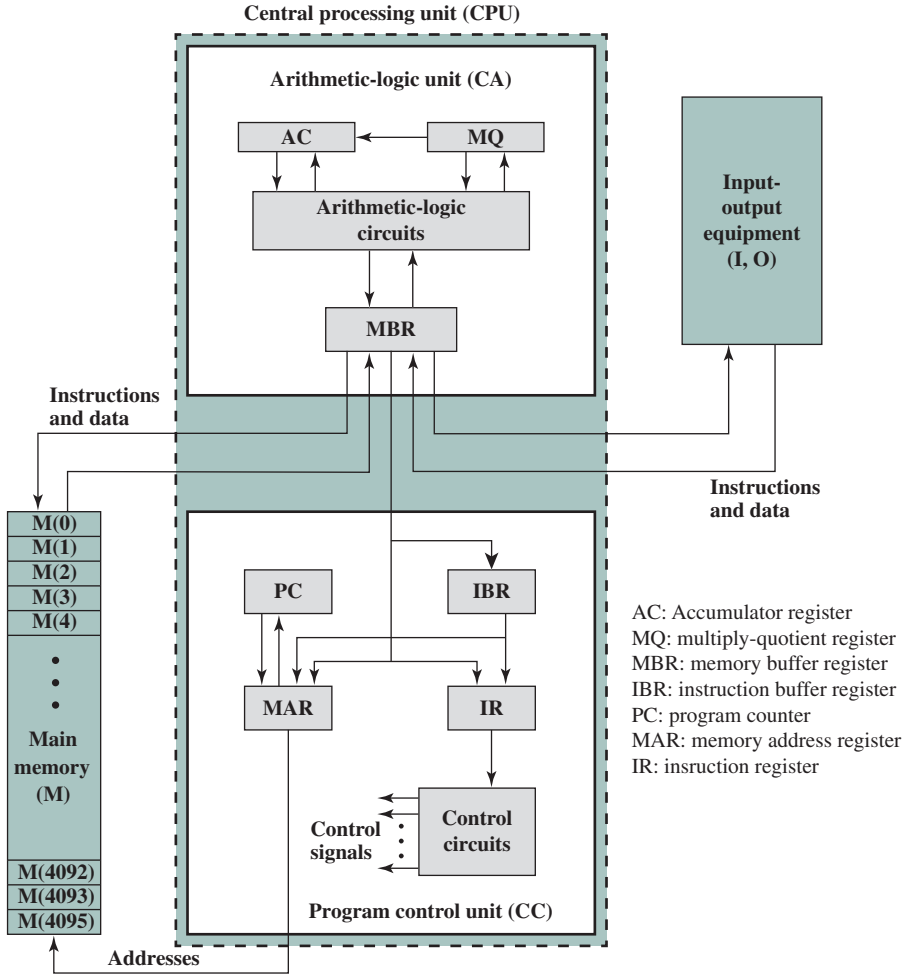 Central processing unit (CPU)
Arithmetic-logic unit (CA)
AC
MQ
Arithmetic-logic
circuits
MBR
Input-
output
equipment
(I, O)
Instructions
and data
Instructions
and data
M(0)
M(1)
M(2)
M(3)
M(4)
Main
memory
(M)
M(4092)
M(4093)
M(4095)
PC
IBR
MAR
IR
Control
signals
Control
circuits
Program control unit (CC)
Addresses
AC: Accumulator register
MQ: multiply-quotient register
MBR: memory buffer register
IBR: instruction buffer register
PC: program counter
MAR: memory address register
IR: insruction register